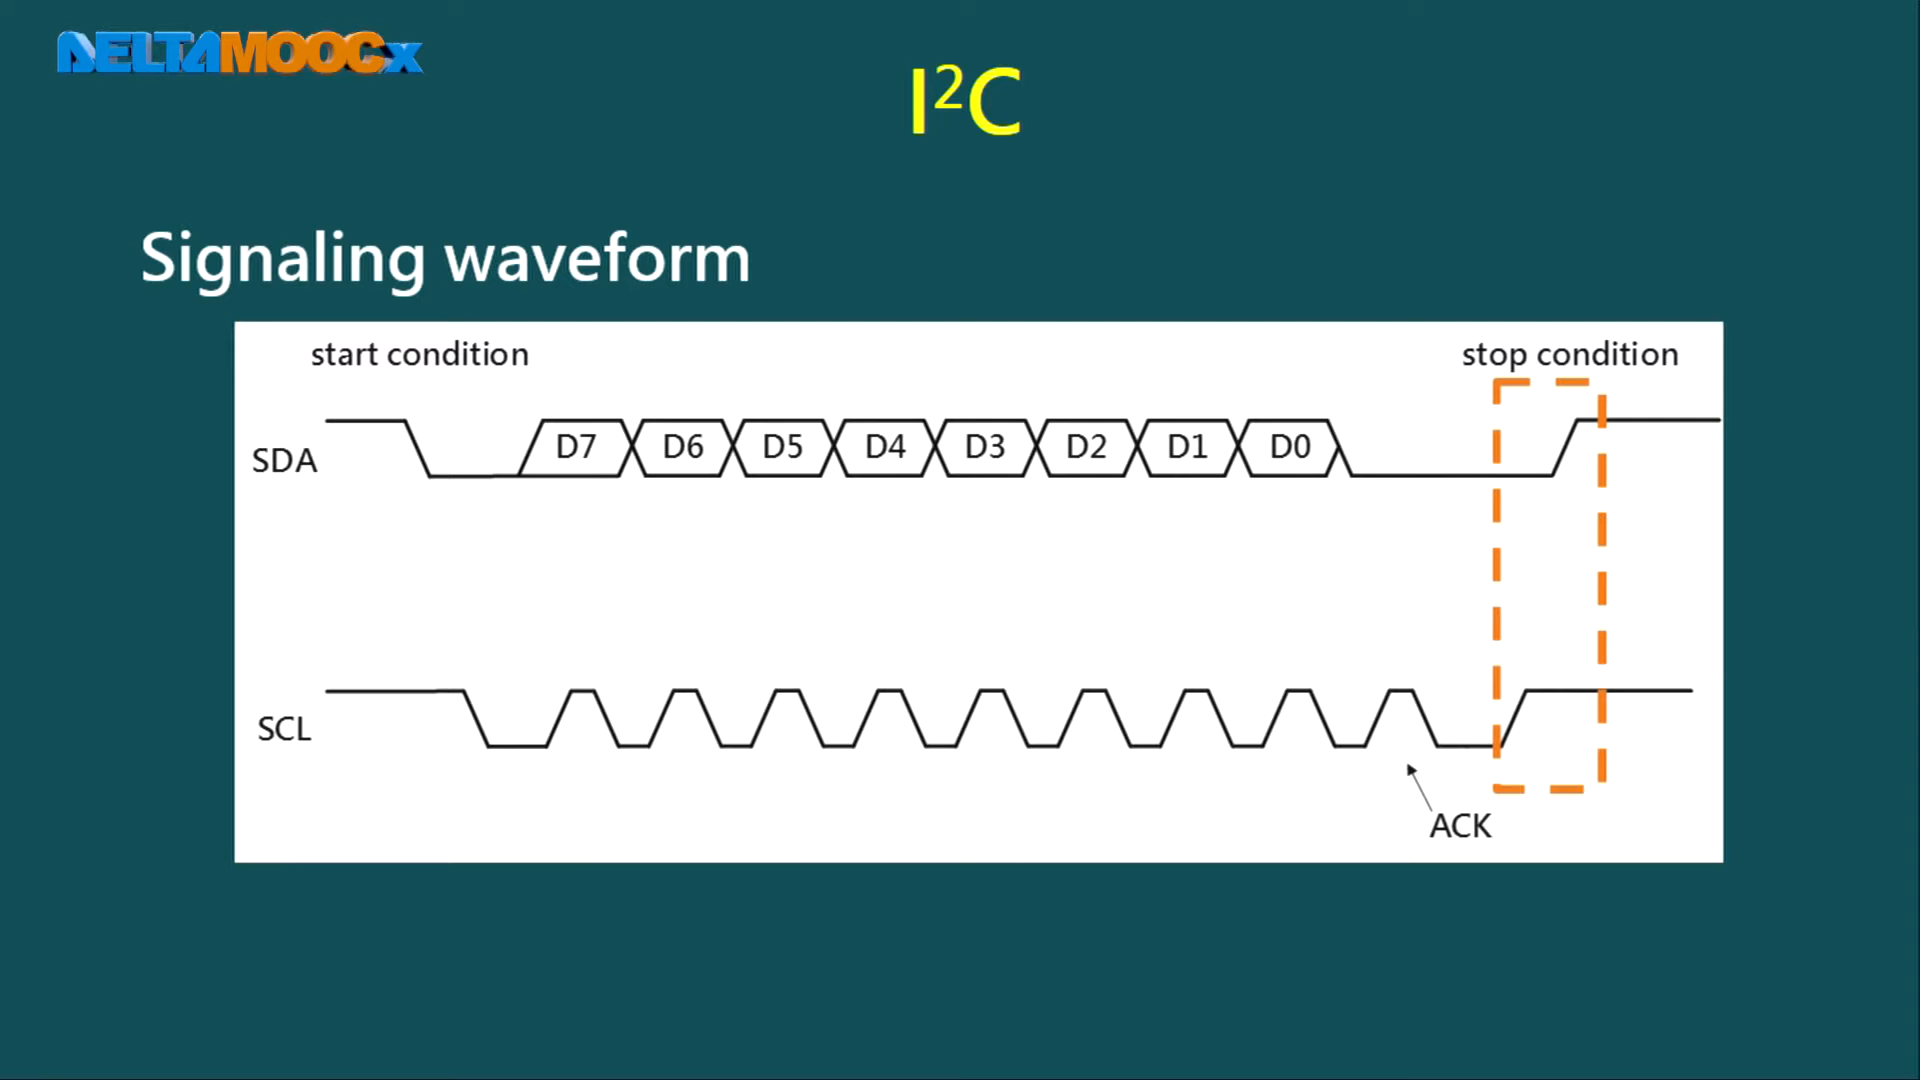 DELTAMOOCx
I²C
Signaling waveform
start condition
stop condition
SDA
D7 D6 D5 D4 D3 D2 D1 D0
SCL
ACK